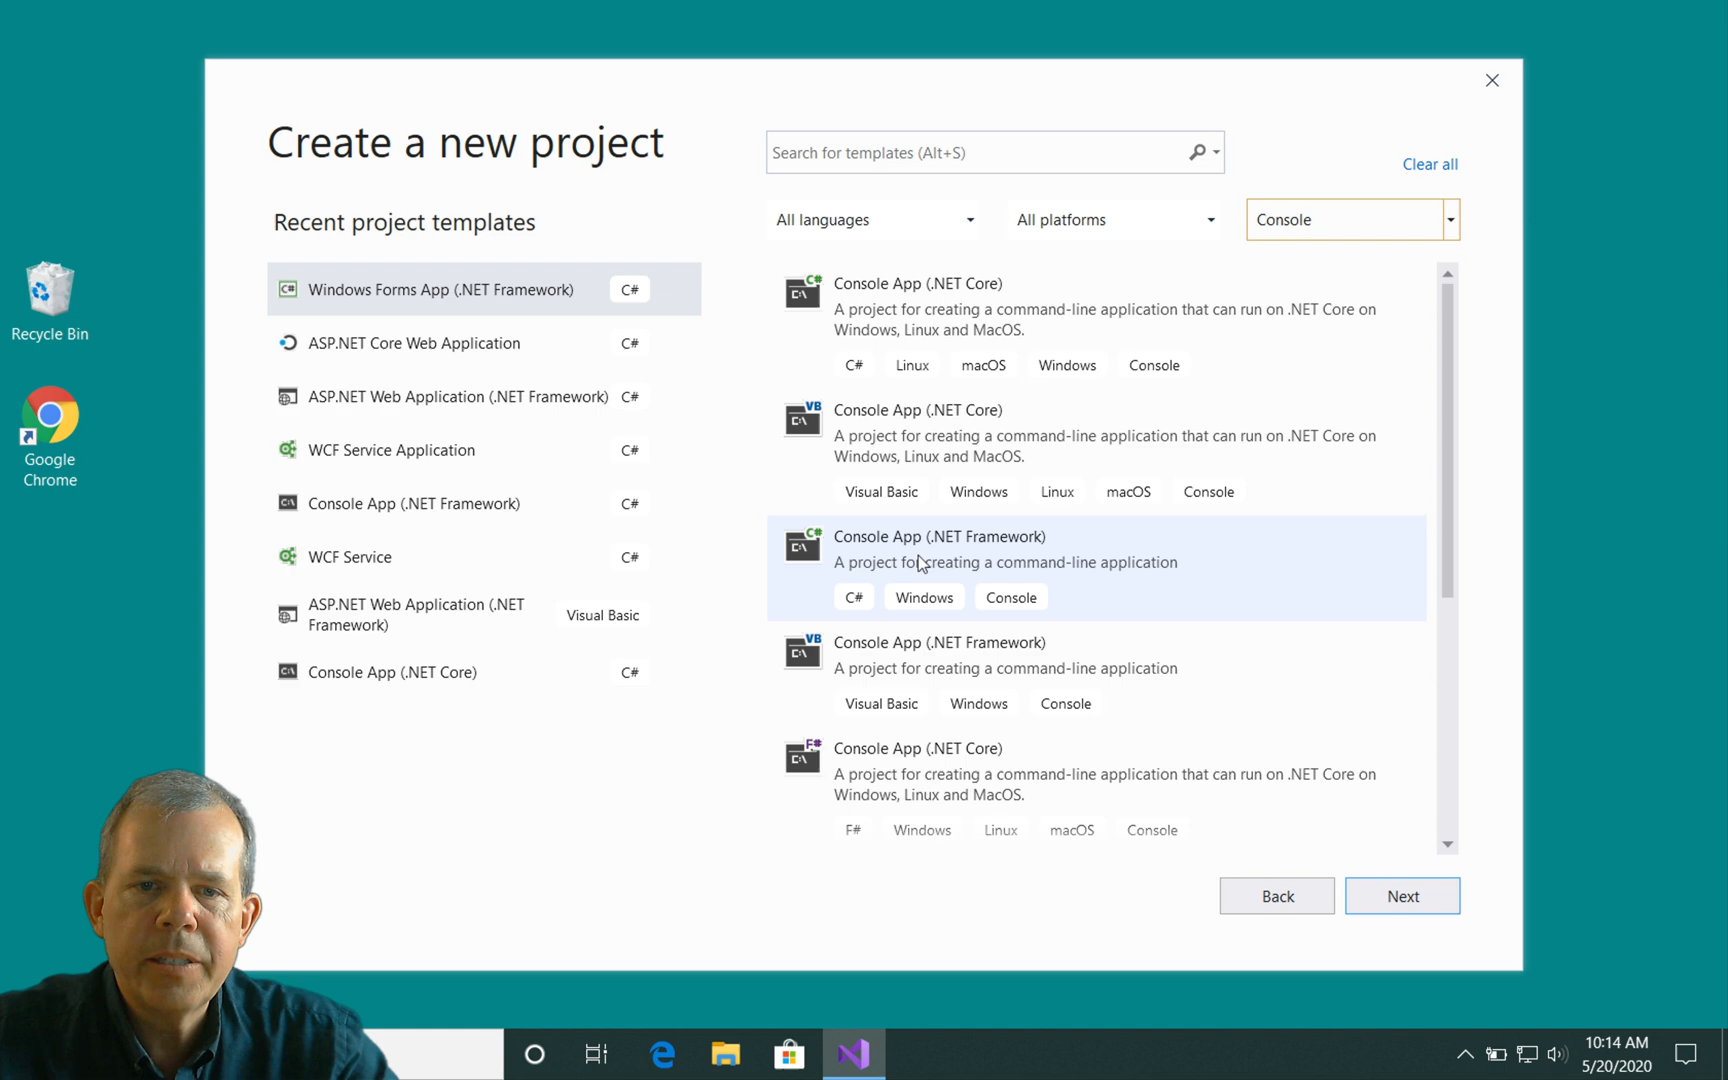 Create a new project
Search for templates (Alt+S)
Clear all
All languages
All platforms
Console
Recent project templates
C# Windows Forms App (.NET Framework) C#
ASP.NET Core Web Application C#
ASP.NET Web Application (.NET Framework) C#
WCF Service Application C#
C:\ Console App (.NET Framework) C#
WCF Service C#
ASP.NET Web Application (.NET
Framework)
Visual Basic
C:\ Console App (.NET Core) C#
C#
C:\
Console App (.NET Core)
A project for creating a command-line application that can run on .NET Core on
Windows, Linux and MacOS.
C# Linux macOS Windows Console
VB
C:\
Console App (.NET Core)
A project for creating a command-line application that can run on .NET Core on
Windows, Linux and MacOS.
Visual Basic Windows Linux macOS Console
C#
C:\
Console App (.NET Framework)
A project for creating a command-line application
C# Windows Console
VB
C:\
Console App (.NET Framework)
A project for creating a command-line application
Visual Basic Windows Console
F#
C:\
Console App (.NET Core)
A project for creating a command-line application that can run on .NET Core on
Windows, Linux and MacOS.
F# Windows Linux macOS Console
Back
Next
Recycle Bin
Google
Chrome
10:14 AM
5/20/2020